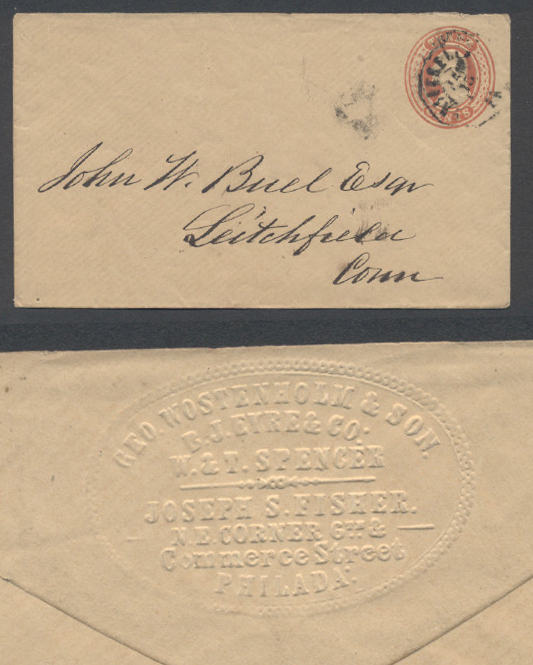 John W. Buel Esqr
Leitchfield
Conn
GEO. WOSTENHOLM & SON.
B. J. EYRE & CO.
W. & T. SPENCER
JOSEPH S. FISHER.
N. E. CORNER 6TH &
Commerce Street
PHILADA.